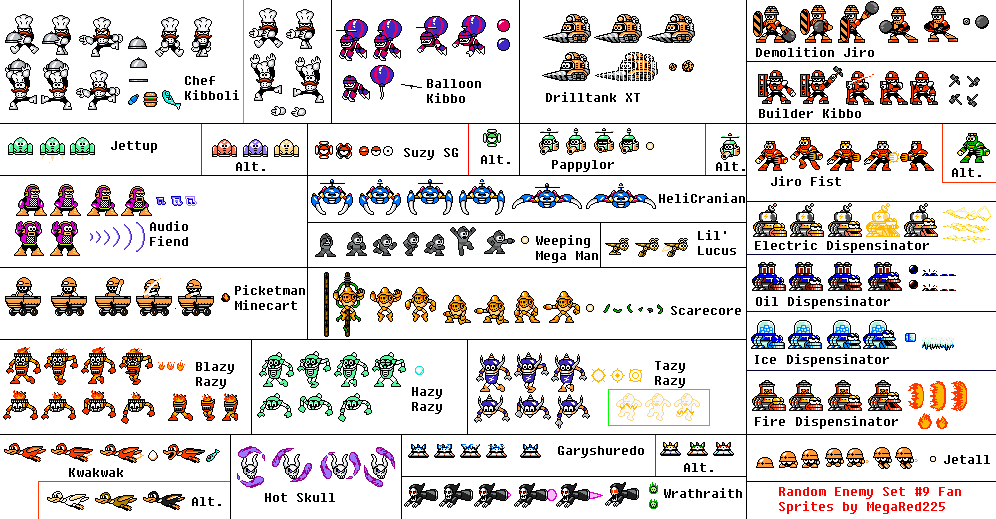 Chef
Kibboli
Balloon
Kibbo
Drilltank XT
Demolition Jiro
Builder Kibbo
Jettup
Alt.
Suzy SG
Alt.
Pappylor
Alt.
Jiro Fist
Alt.
Audio
Fiend
HeliCranian
Weeping
Mega Man
Lil'
Lucus
Electric Dispensinator
Picketman
Minecart
Scarecore
Oil Dispensinator
Ice Dispensinator
Blazy
Razy
Hazy
Razy
Tazy
Razy
Fire Dispensinator
Kwakwak
Alt.
Hot Skull
Garyshuredo
Alt.
Wrathraith
Jetall
Random Enemy Set #9 Fan
Sprites by MegaRed225